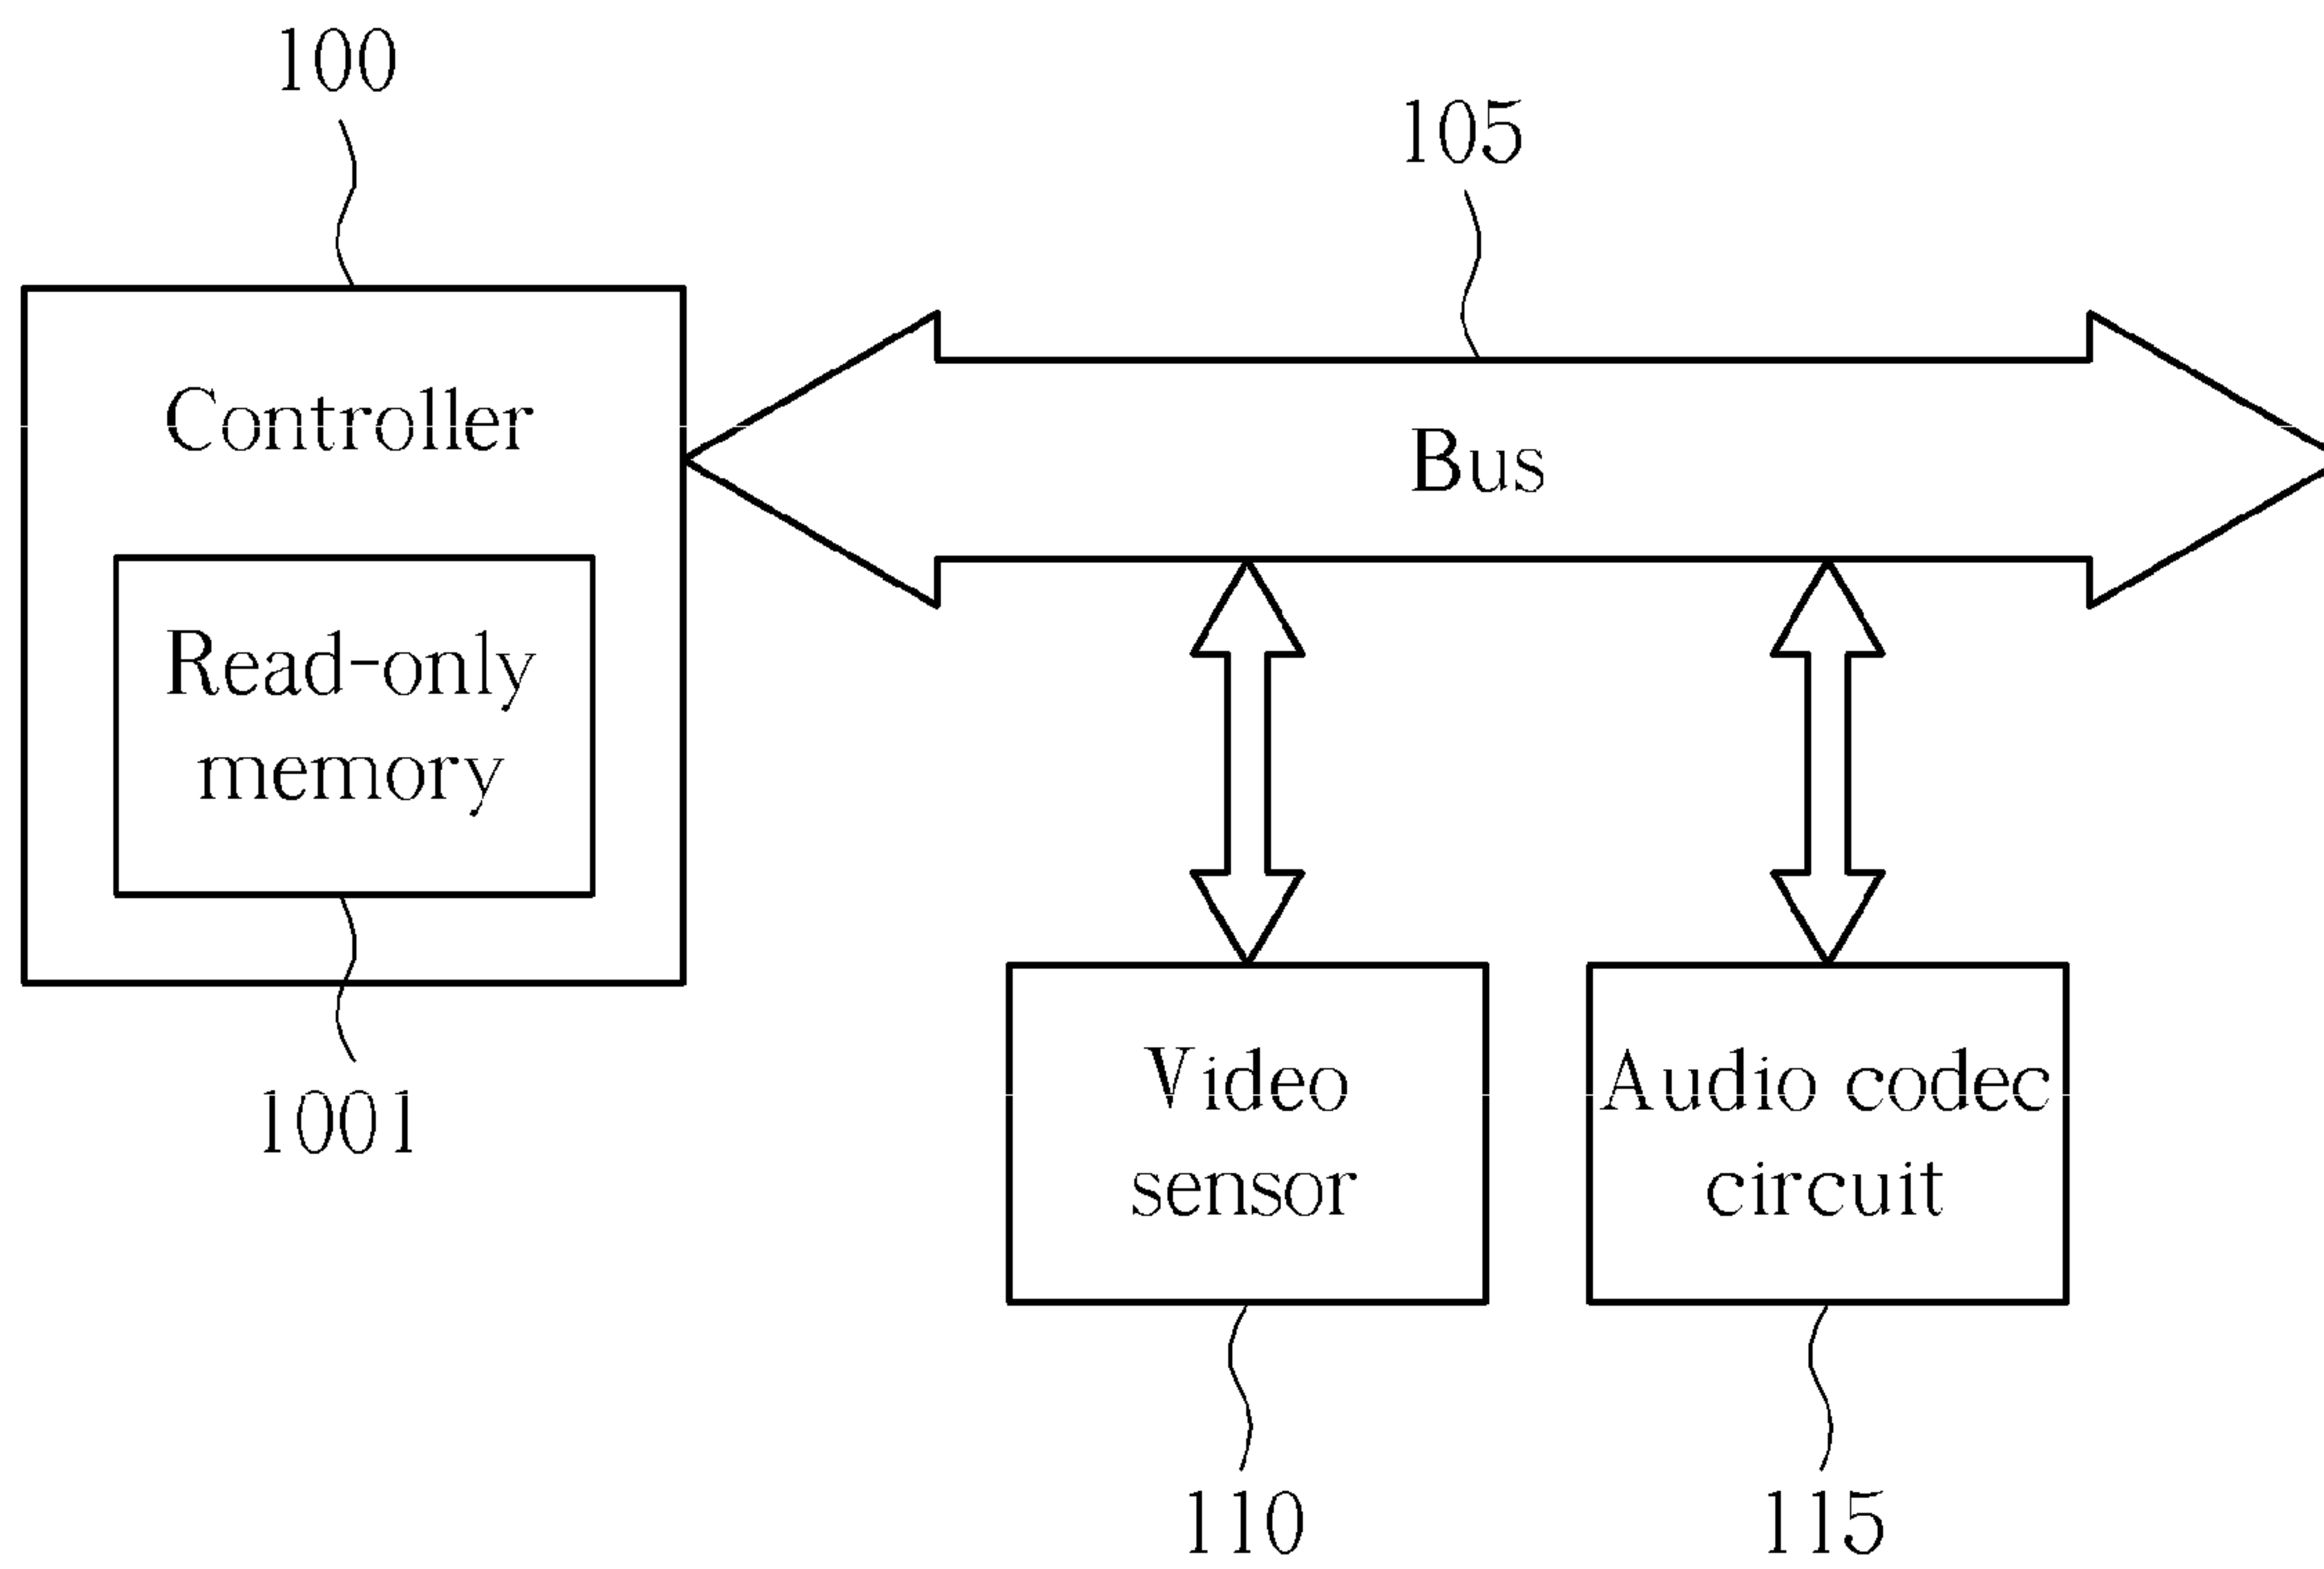 100
105
Controller
Bus
Read-only
memory
1001
Video
sensor
Audio codec
circuit
110
115